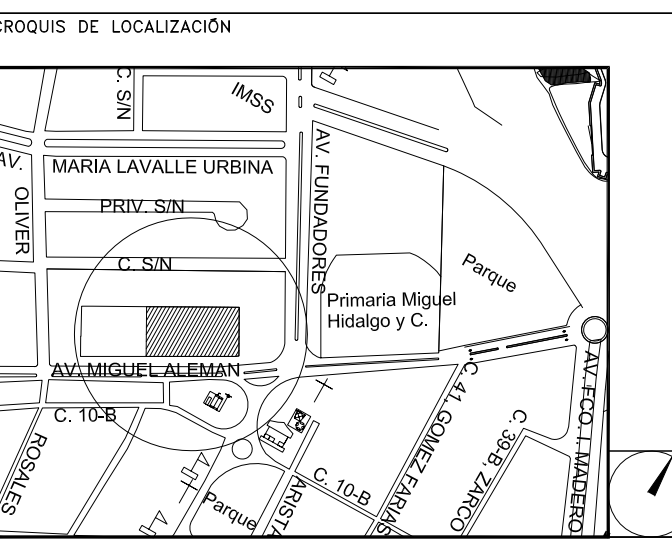 CROQUIS DE LOCALIZACIÓN
C. S/N
IMSS
AV.
OLIVER
MARIA LAVALLE URBINA
AV. FUNDADORES
PRIV. S/N
C. S/N
Parque
Primaria Miguel
Hidalgo y C.
AV. MIGUEL ALEMAN
C. 10-B
ROSALES
Parque
ARISTA
C. 10-B
C. 41, GOMEZ FARIAS
C. 39-B, ZARCO
AV. FCO. I. MADERO